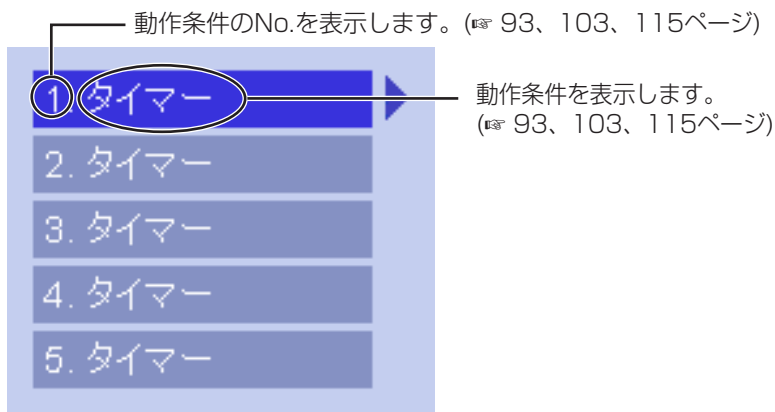 動作条件のNo.を表示します。(☞ 93、103、115ページ)
1. タイマー
動作条件を表示します。
(☞ 93、103、115ページ)
2. タイマー
3. タイマー
4. タイマー
5. タイマー